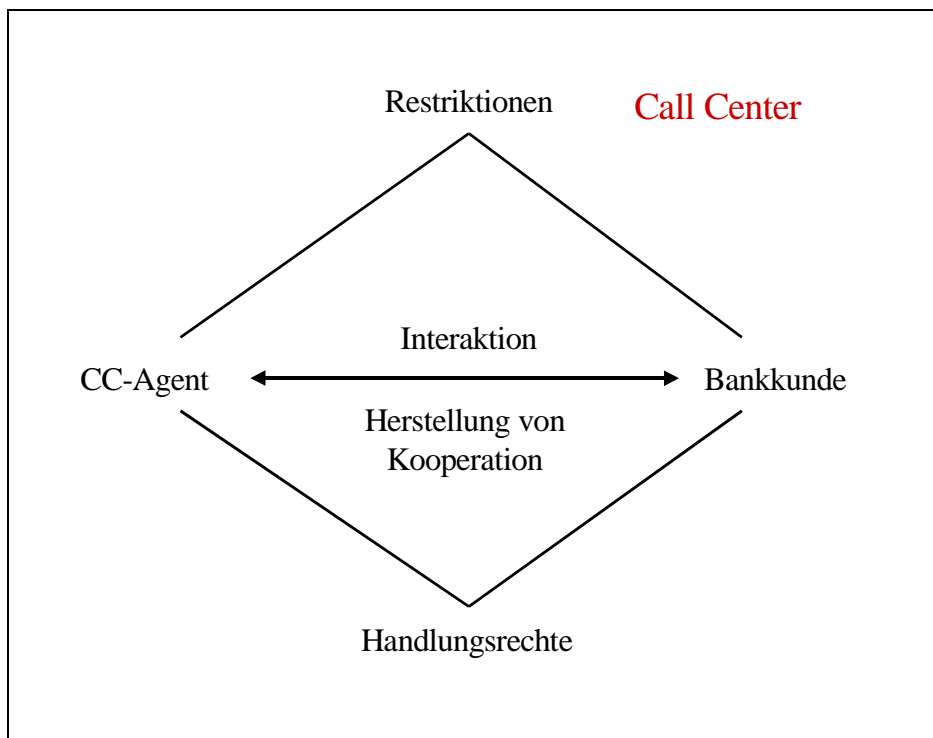 Restriktionen
Call Center
Interaktion
CC-Agent
Bankkunde
Herstellung von
Kooperation
Handlungsrechte